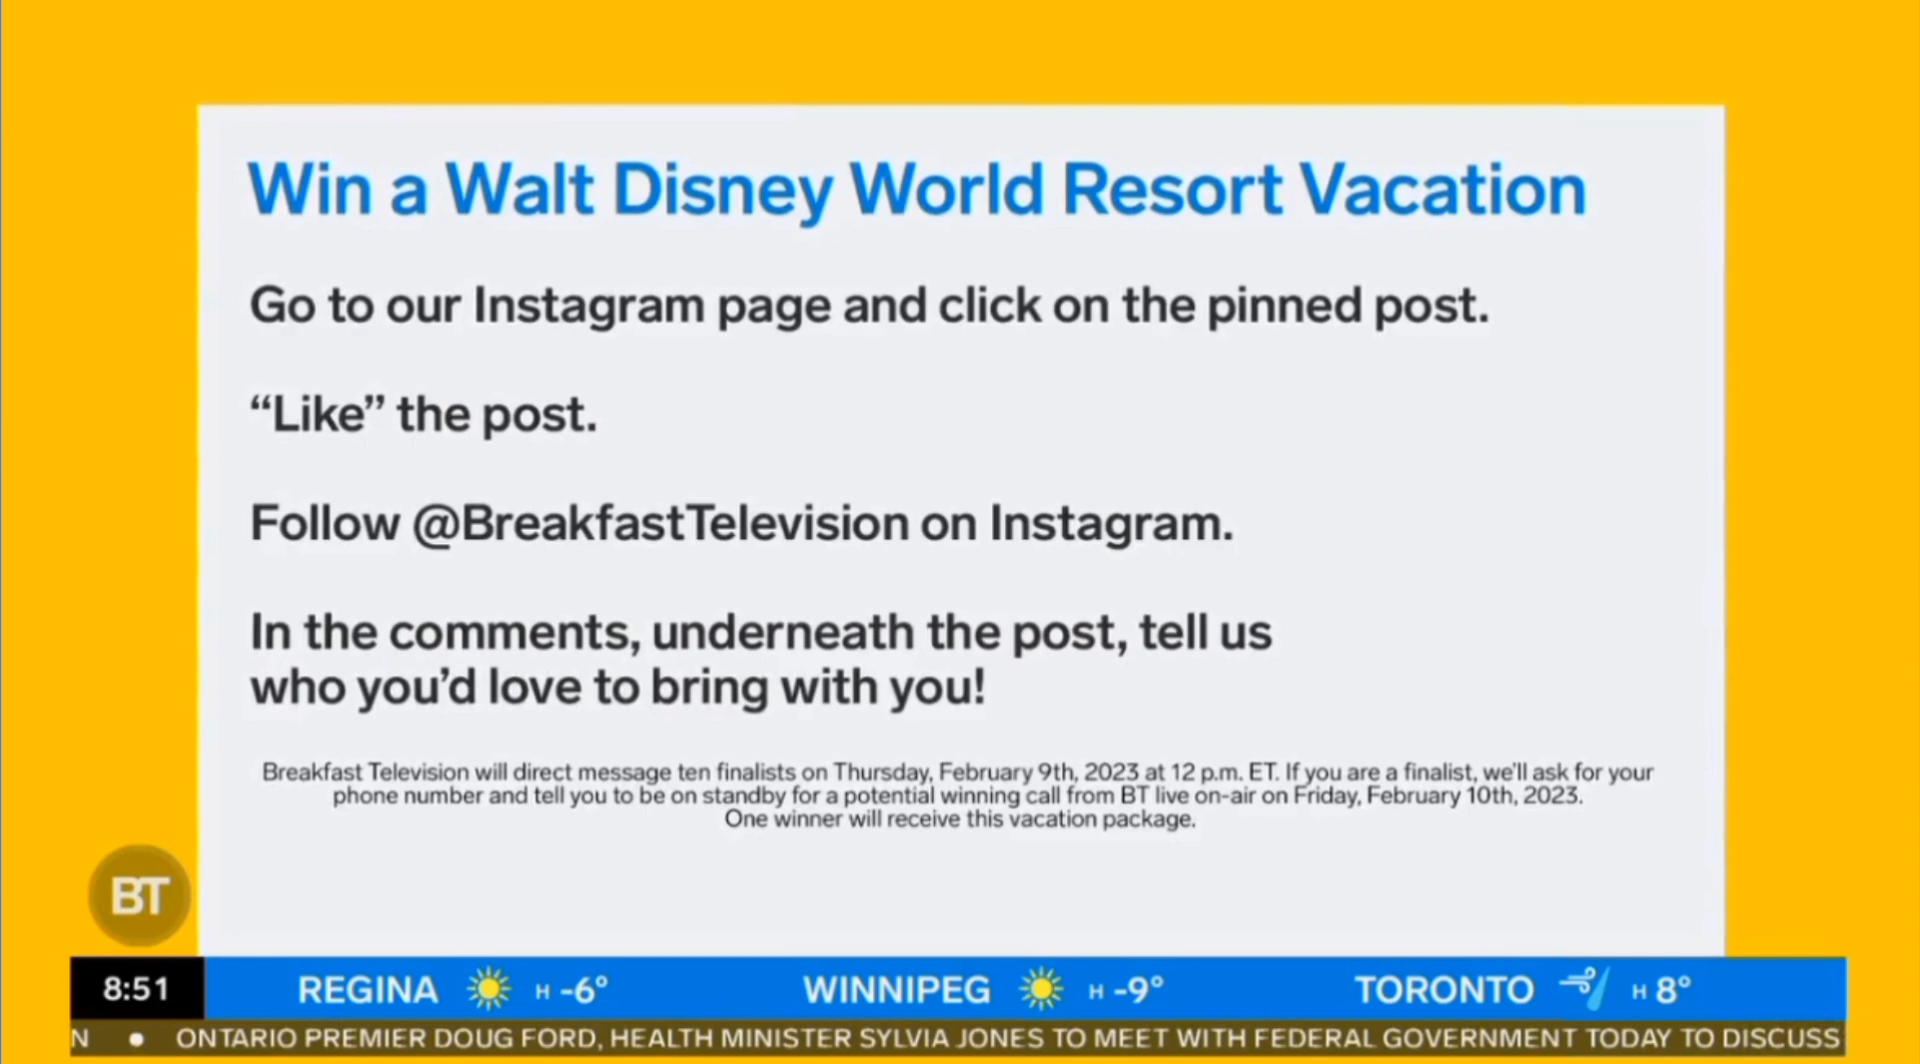 Win a Walt Disney World Resort Vacation
Go to our Instagram page and click on the pinned post.
“Like” the post.
Follow @BreakfastTelevision on Instagram.
In the comments, underneath the post, tell us
who you’d love to bring with you!
Breakfast Television will direct message ten finalists on Thursday, February 9th, 2023 at 12 p.m. ET. If you are a finalist, we’ll ask for your
phone number and tell you to be on standby for a potential winning call from BT live on-air on Friday, February 10th, 2023.
One winner will receive this vacation package.
BT
8:51 REGINA H -6° WINNIPEG H -9° TORONTO H 8°
N • ONTARIO PREMIER DOUG FORD, HEALTH MINISTER SYLVIA JONES TO MEET WITH FEDERAL GOVERNMENT TODAY TO DISCUSS